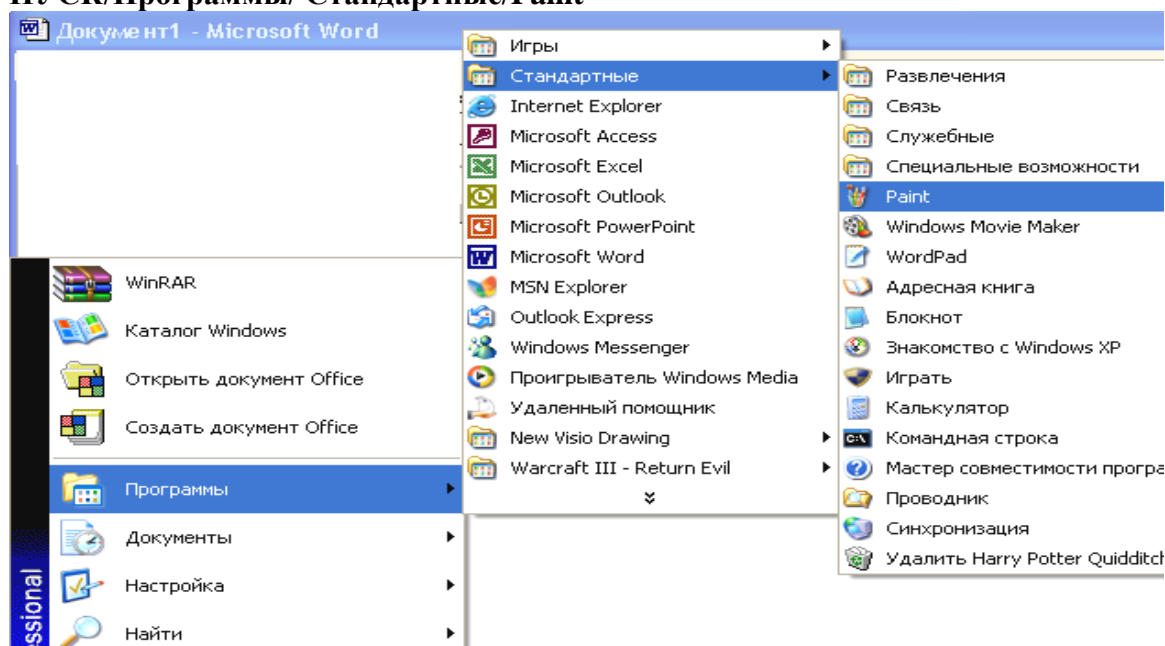 ПУСК/Программы/ Стандартные/Paint
Документ1 - Microsoft Word
Игры
Стандартные
Internet Explorer
Microsoft Access
Microsoft Excel
Microsoft Outlook
Microsoft PowerPoint
Microsoft Word
MSN Explorer
Outlook Express
Windows Messenger
Проигрыватель Windows Media
Удаленный помощник
New Visio Drawing
Warcraft III - Return Evil
Развлечения
Связь
Служебные
Специальные возможности
Paint
Windows Movie Maker
WordPad
Адресная книга
Блокнот
Знакомство с Windows XP
Играть
Калькулятор
Командная строка
Мастер совместимости програ
Проводник
Синхронизация
Удалить Harry Potter Quidditch
WinRAR
Каталог Windows
Открыть документ Office
Создать документ Office
Программы
Документы
Настройка
Найти
essional